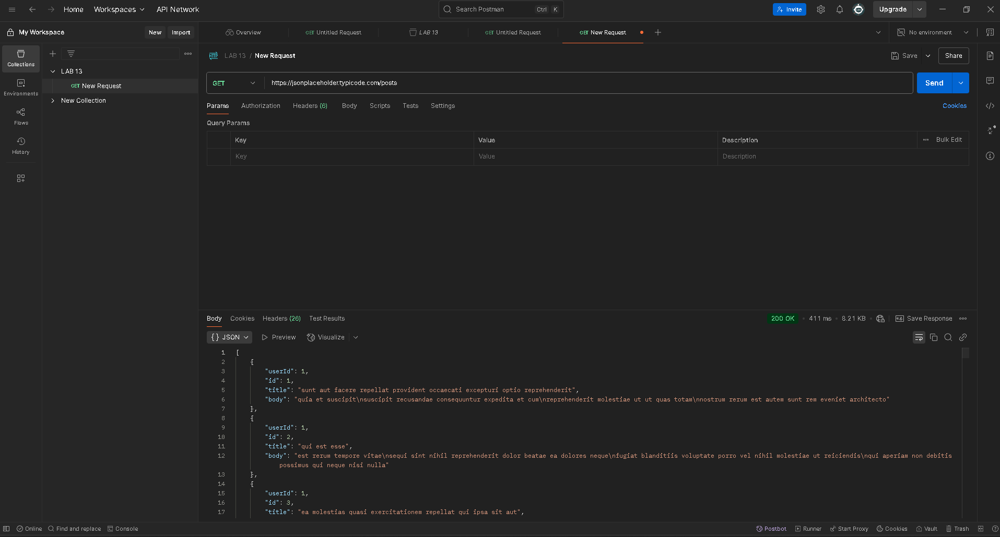 Home Workspaces API Network Search Postman Ctrl K Invite Upgrade
My Workspace New Import Overview GET Untitled Request LAB 13 GET Untitled Request GET New Request No environment
Collections
LAB 13 / New Request Save Share
LAB 13
GET New Request
GET https://jsonplaceholder.typicode.com/posts Send
Environments
New Collection
Params Authorization Headers (6) Body Scripts Tests Settings Cookies
Flows
Query Params
Key Value Description Bulk Edit
History
Key Value Description
Body Cookies Headers (26) Test Results 200 OK • 411 ms • 8.21 KB • e.g. Save Response
{} JSON Preview Visualize
1 [
2 {
3 "userId": 1,
4 "id": 1,
5 "title": "sunt aut facere repellat provident occaecati excepturi optio reprehenderit",
6 "body": "quia et suscipit\nsuscipit recusandae consequuntur expedita et cum\nreprehenderit molestiae ut ut quas totam\nnostrum rerum est autem sunt rem eveniet architecto"
7 },
8 {
9 "userId": 1,
10 "id": 2,
11 "title": "qui est esse",
12 "body": "est rerum tempore vitae\nsequi sint nihil reprehenderit dolor beatae ea dolores neque\nfugiat blanditiis voluptate porro vel nihil molestiae ut reiciendis\nqui aperiam non debitis
possimus qui neque nisi nulla"
13 },
14 {
15 "userId": 1,
16 "id": 3,
17 "title": "ea molestias quasi exercitationem repellat qui ipsa sit aut",
Online Find and replace Console Postbot Runner Start Proxy Cookies Vault Trash